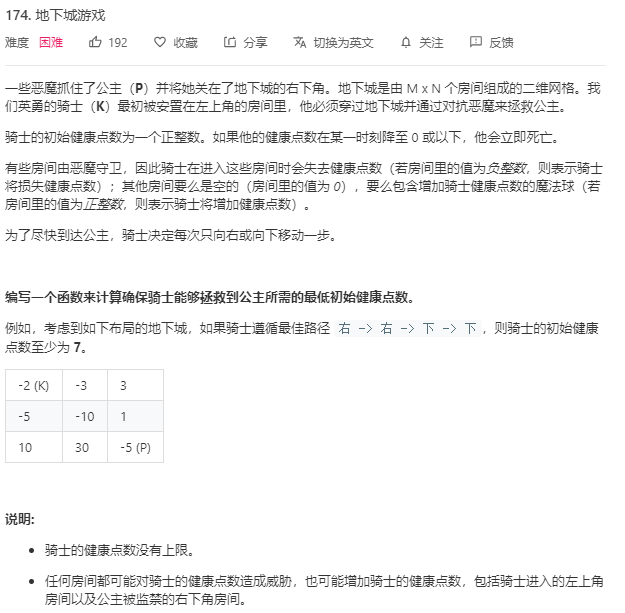 174. 地下城游戏
难度 困难 192 收藏 分享 切换为英文 关注 反馈
一些恶魔抓住了公主（P）并将她关在了地下城的右下角。地下城是由 M x N 个房间组成的二维网格。我
们英勇的骑士（K）最初被安置在左上角的房间里，他必须穿过地下城并通过对抗恶魔来拯救公主。
骑士的初始健康点数为一个正整数。如果他的健康点数在某一时刻降至 0 或以下，他会立即死亡。
有些房间由恶魔守卫，因此骑士在进入这些房间时会失去健康点数（若房间里的值为负整数，则表示骑士
将损失健康点数）；其他房间要么是空的（房间里的值为 0），要么包含增加骑士健康点数的魔法球（若
房间里的值为正整数，则表示骑士将增加健康点数）。
为了尽快到达公主，骑士决定每次只向右或向下移动一步。
编写一个函数来计算确保骑士能够拯救到公主所需的最低初始健康点数。
例如，考虑到如下布局的地下城，如果骑士遵循最佳路径 右 -> 右 -> 下 -> 下，则骑士的初始健康
点数至少为 7。
-2 (K) -3 3
-5 -10 1
10 30 -5 (P)
说明:
• 骑士的健康点数没有上限。
• 任何房间都可能对骑士的健康点数造成威胁，也可能增加骑士的健康点数，包括骑士进入的左上角
房间以及公主被监禁的右下角房间。